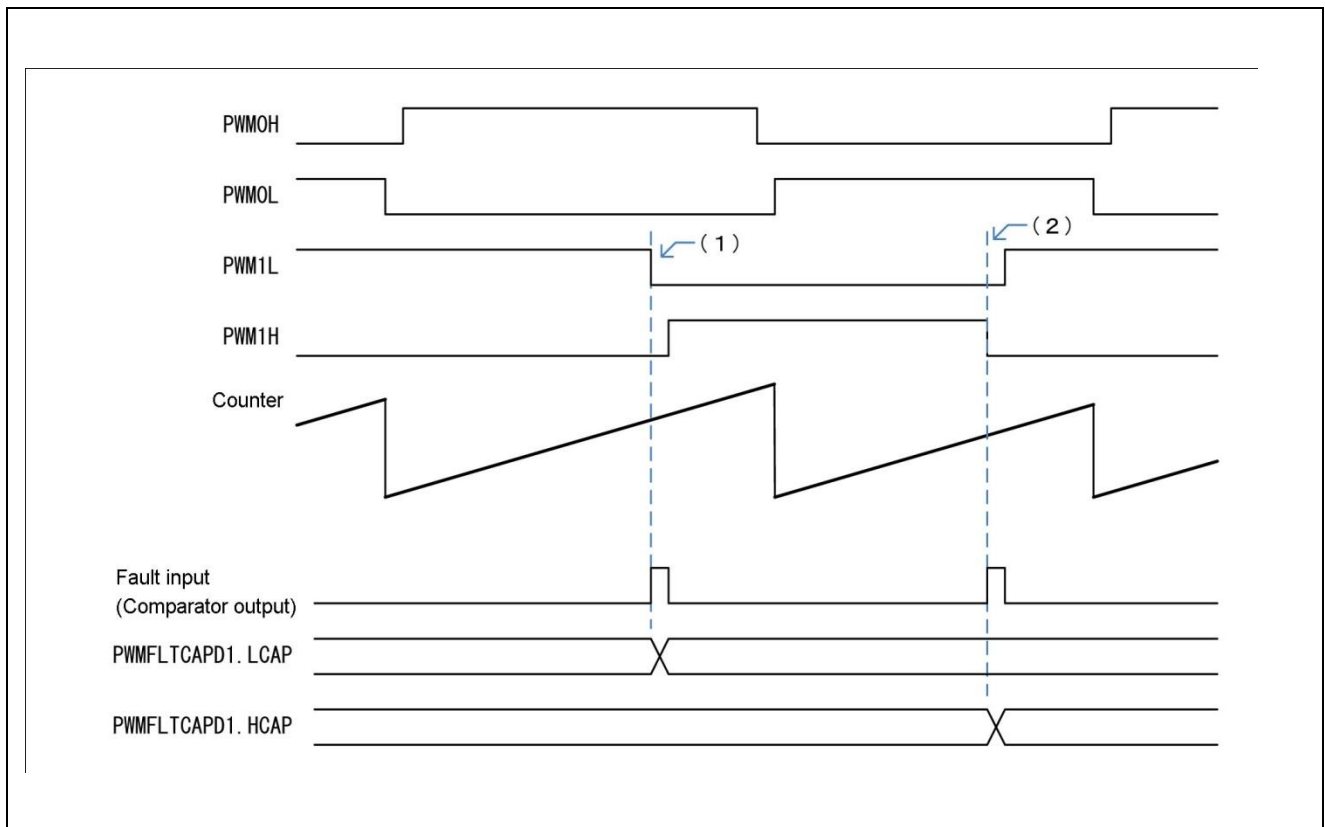 PWM0H
PWM0L
(1)
(2)
PWM1L
PWM1H
Counter
Fault input
(Comparator output)
PWMFLTCAPD1.LCAP
PWMFLTCAPD1.HCAP